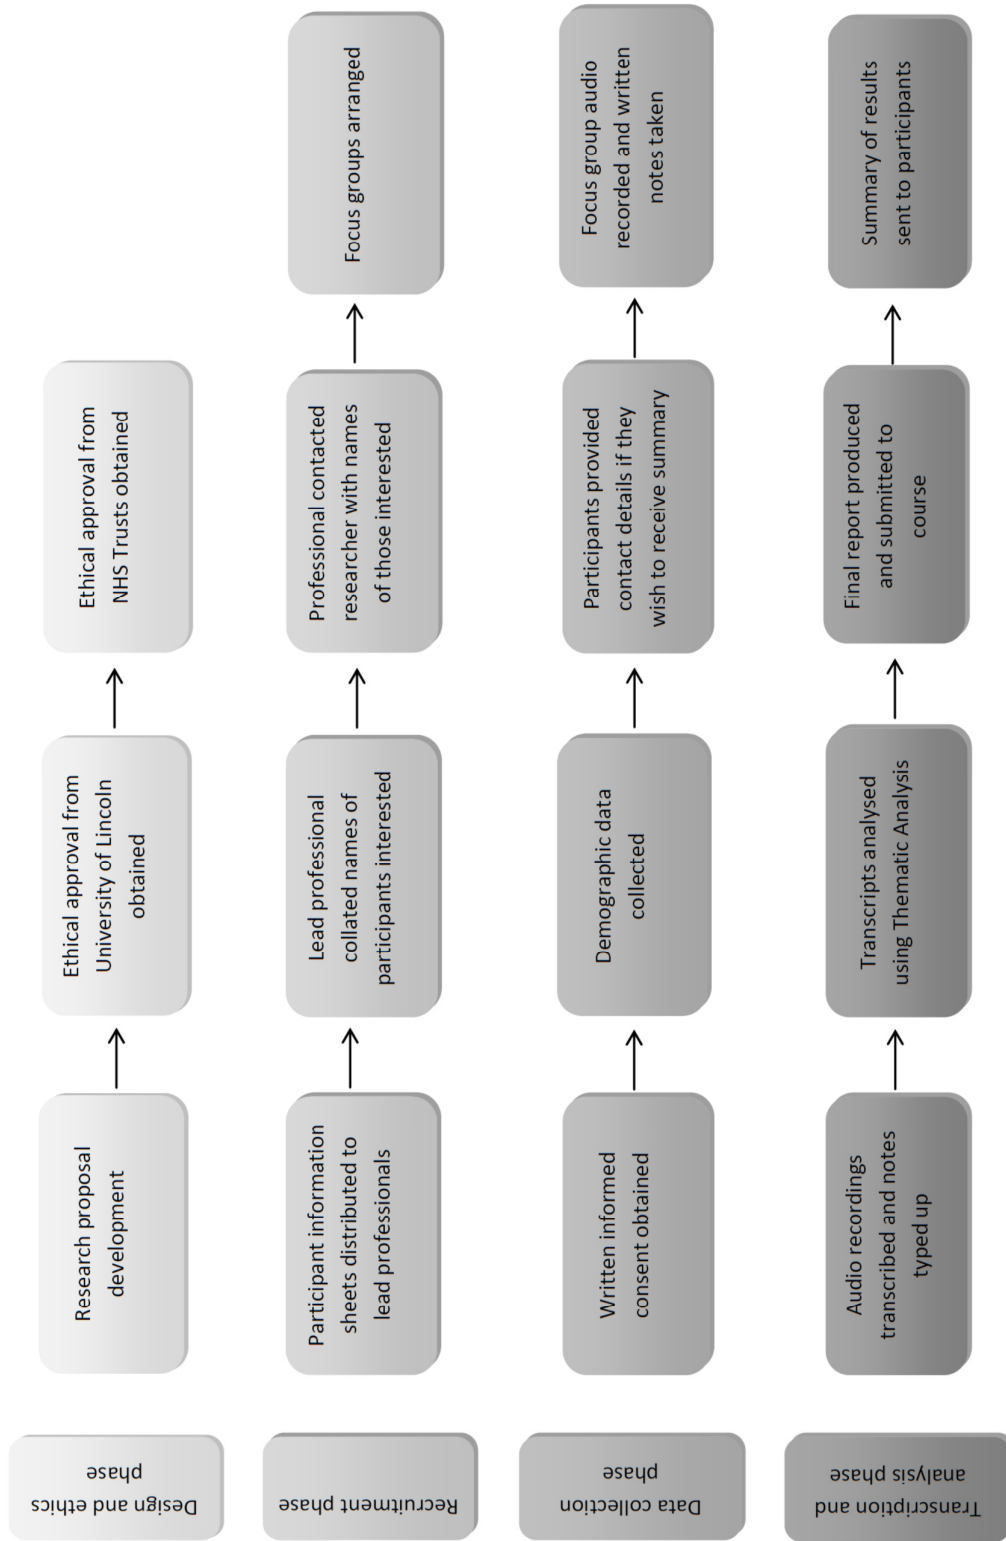 Design and ethics
phase
Research proposal
development
Ethical approval from
University of Lincoln
obtained
Ethical approval from
NHS Trusts obtained
Recruitment phase
Participant information
sheets distributed to
lead professionals
Lead professional
collated names of
participants interested
Professional contacted
researcher with names
of those interested
Focus groups arranged
Data collection
phase
Written informed
consent obtained
Demographic data
collected
Participants provided
contact details if they
wish to receive summary
Focus group audio
recorded and written
notes taken
Transcription and
analysis phase
Audio recordings
transcribed and notes
typed up
Transcripts analysed
using Thematic Analysis
Final report produced
and submitted to
course
Summary of results
sent to participants